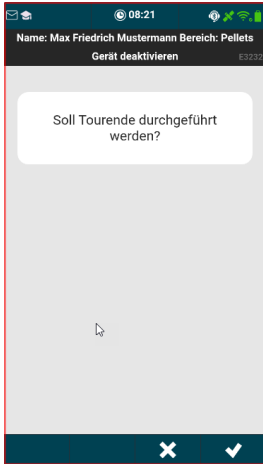 08:21
Name: Max Friedrich Mustermann Bereich: Pellets
Gerät deaktivieren E3232
Soll Tourende durchgeführt
werden?